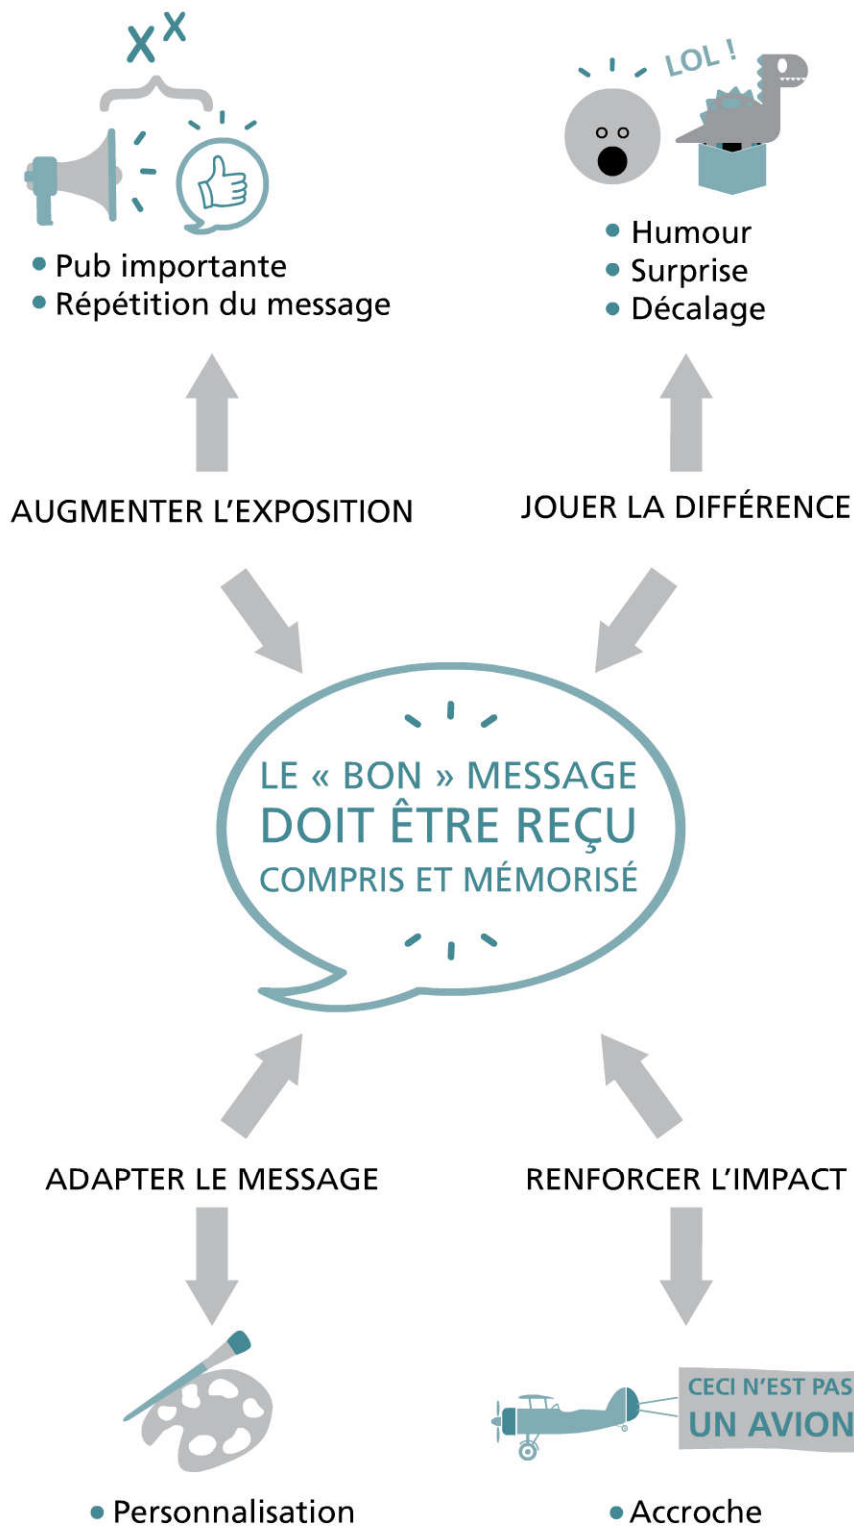 X X
LOL !
• Pub importante
• Répétition du message
• Humour
• Surprise
• Décalage
AUGMENTER L'EXPOSITION
JOUER LA DIFFÉRENCE
LE « BON » MESSAGE
DOIT ÊTRE REÇU
COMPRIS ET MÉMORISÉ
ADAPTER LE MESSAGE
RENFORCER L'IMPACT
CECI N'EST PAS
UN AVION
• Personnalisation
• Accroche